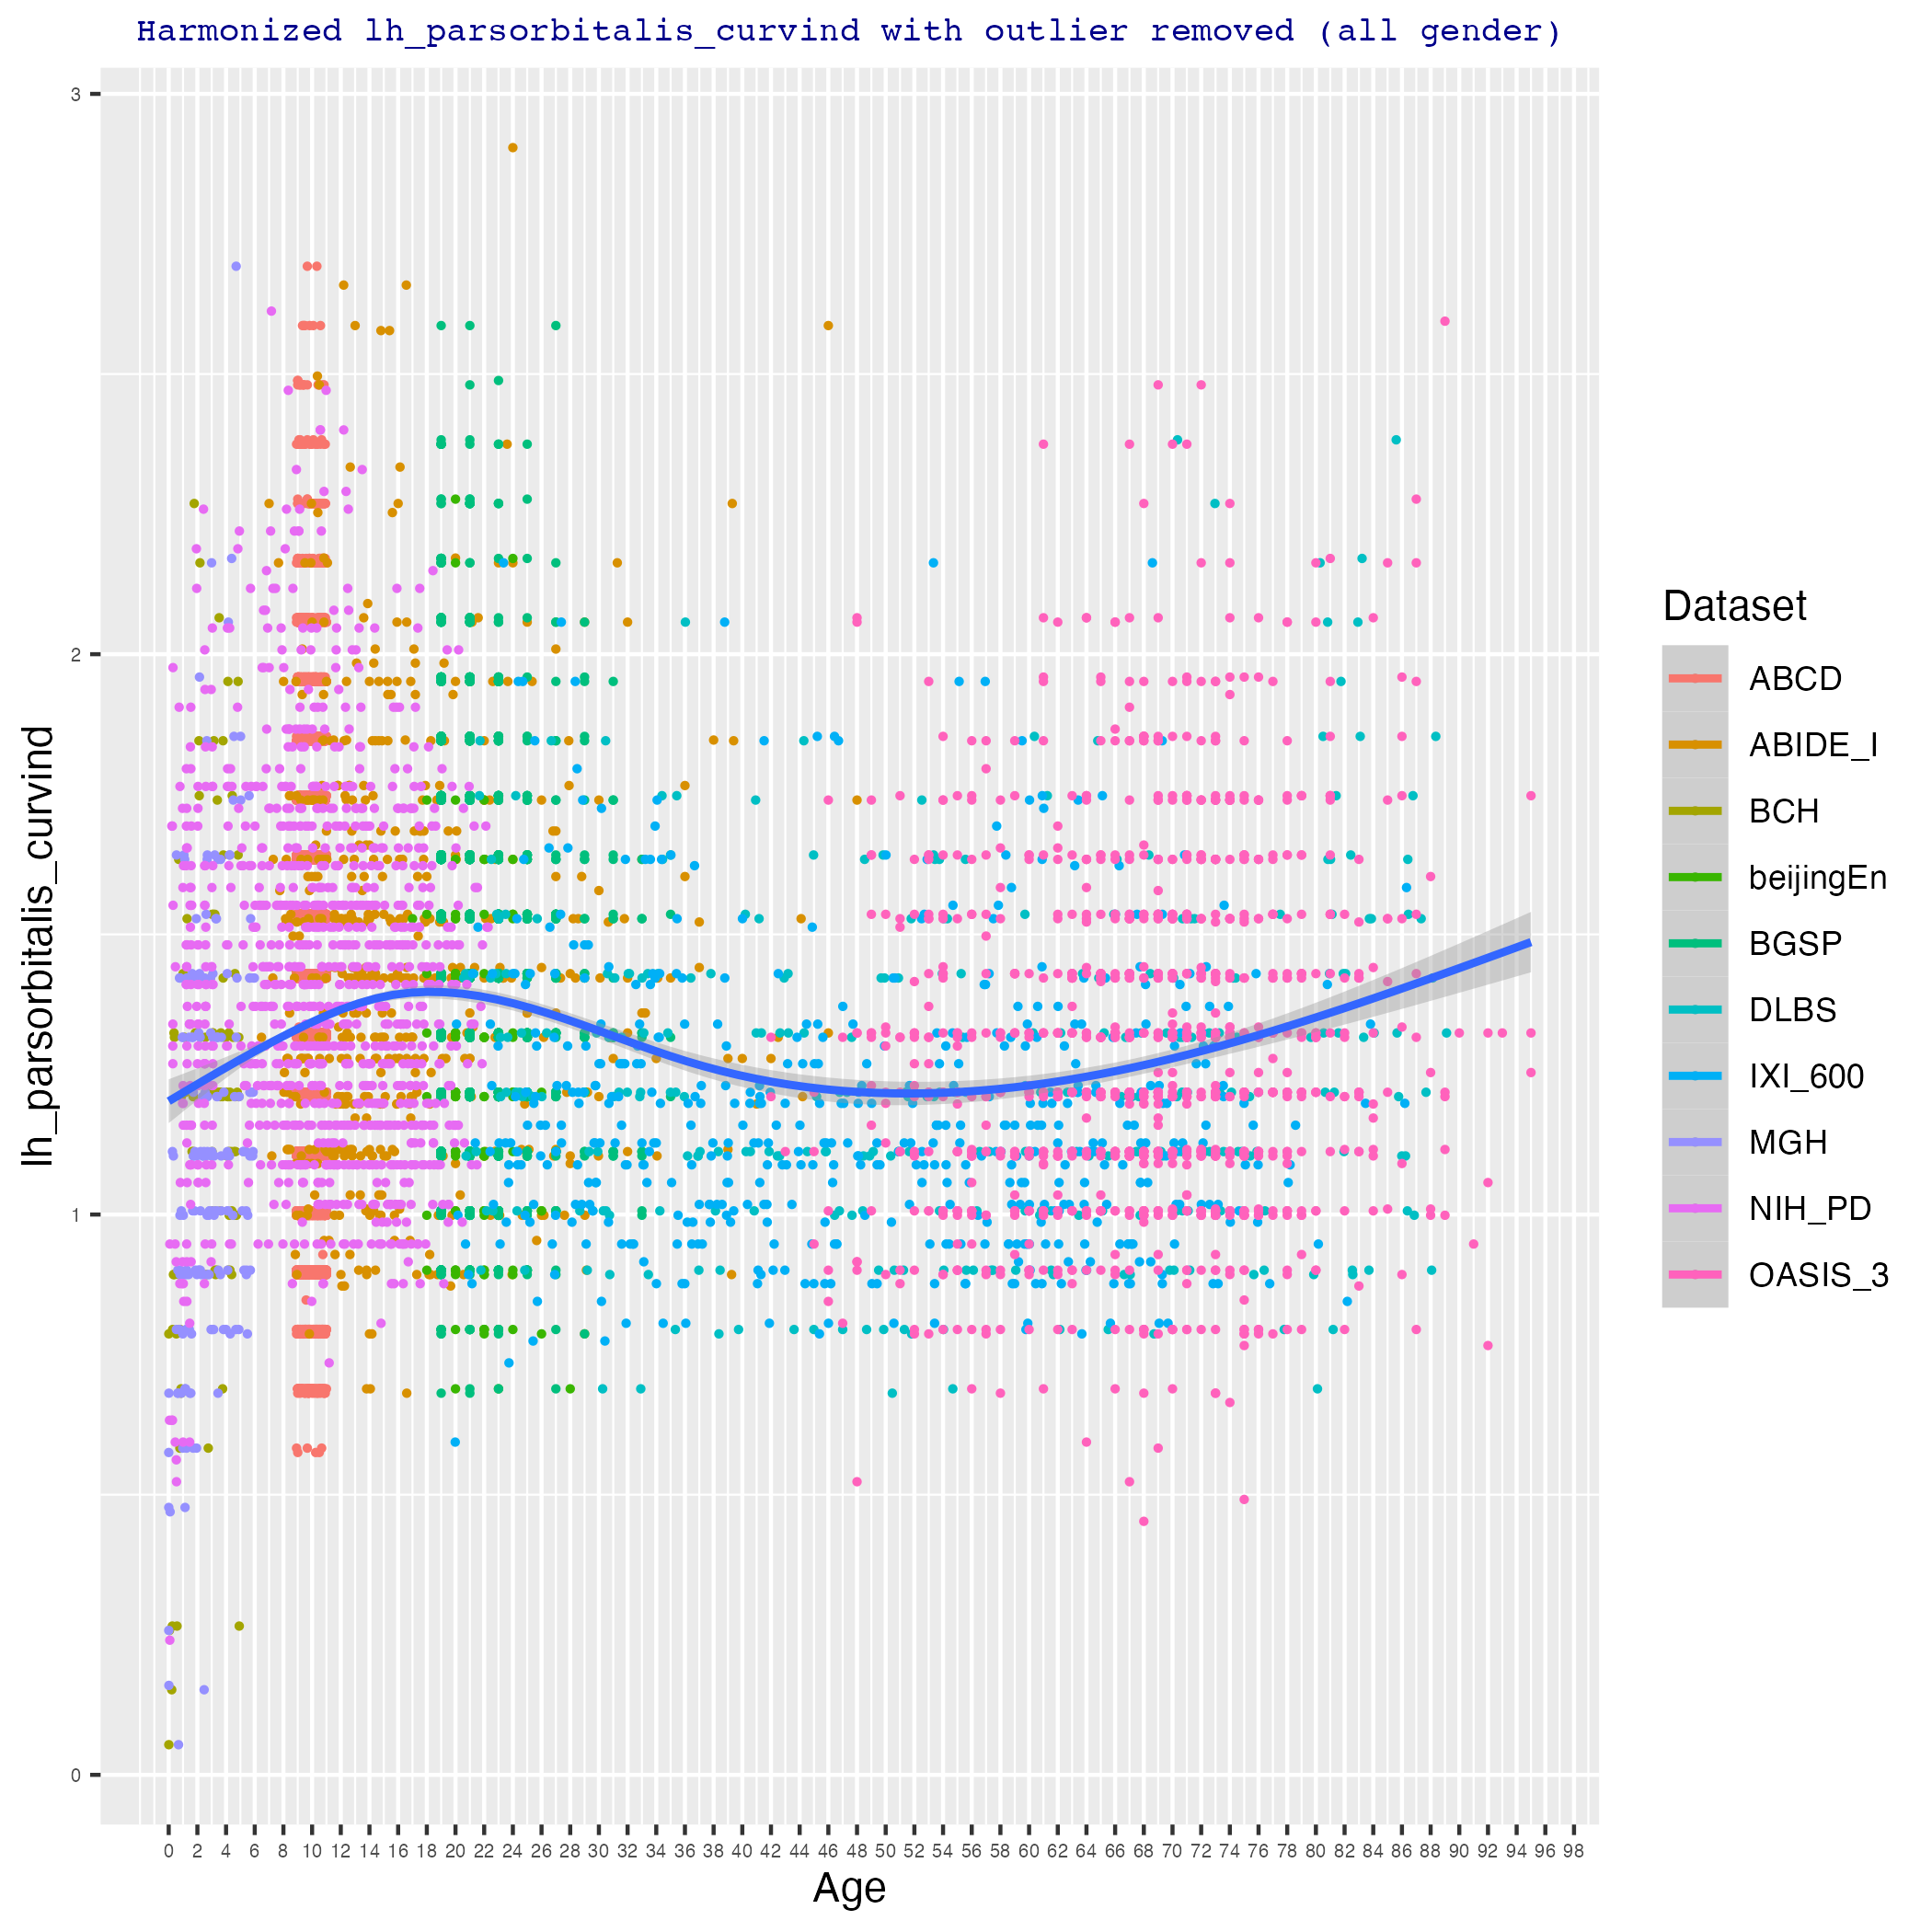 Harmonized lh_parsorbitalis_curvind with outlier removed (all gender)
lh_parsorbitalis_curvind
3
2
1
0
0 2 4 6 8 10 12 14 16 18 20 22 24 26 28 30 32 34 36 38 40 42 44 46 48 50 52 54 56 58 60 62 64 66 68 70 72 74 76 78 80 82 84 86 88 90 92 94 96 98
Age
Dataset
ABCD
ABIDE_I
BCH
beijingEn
BGSP
DLBS
IXI_600
MGH
NIH_PD
OASIS_3